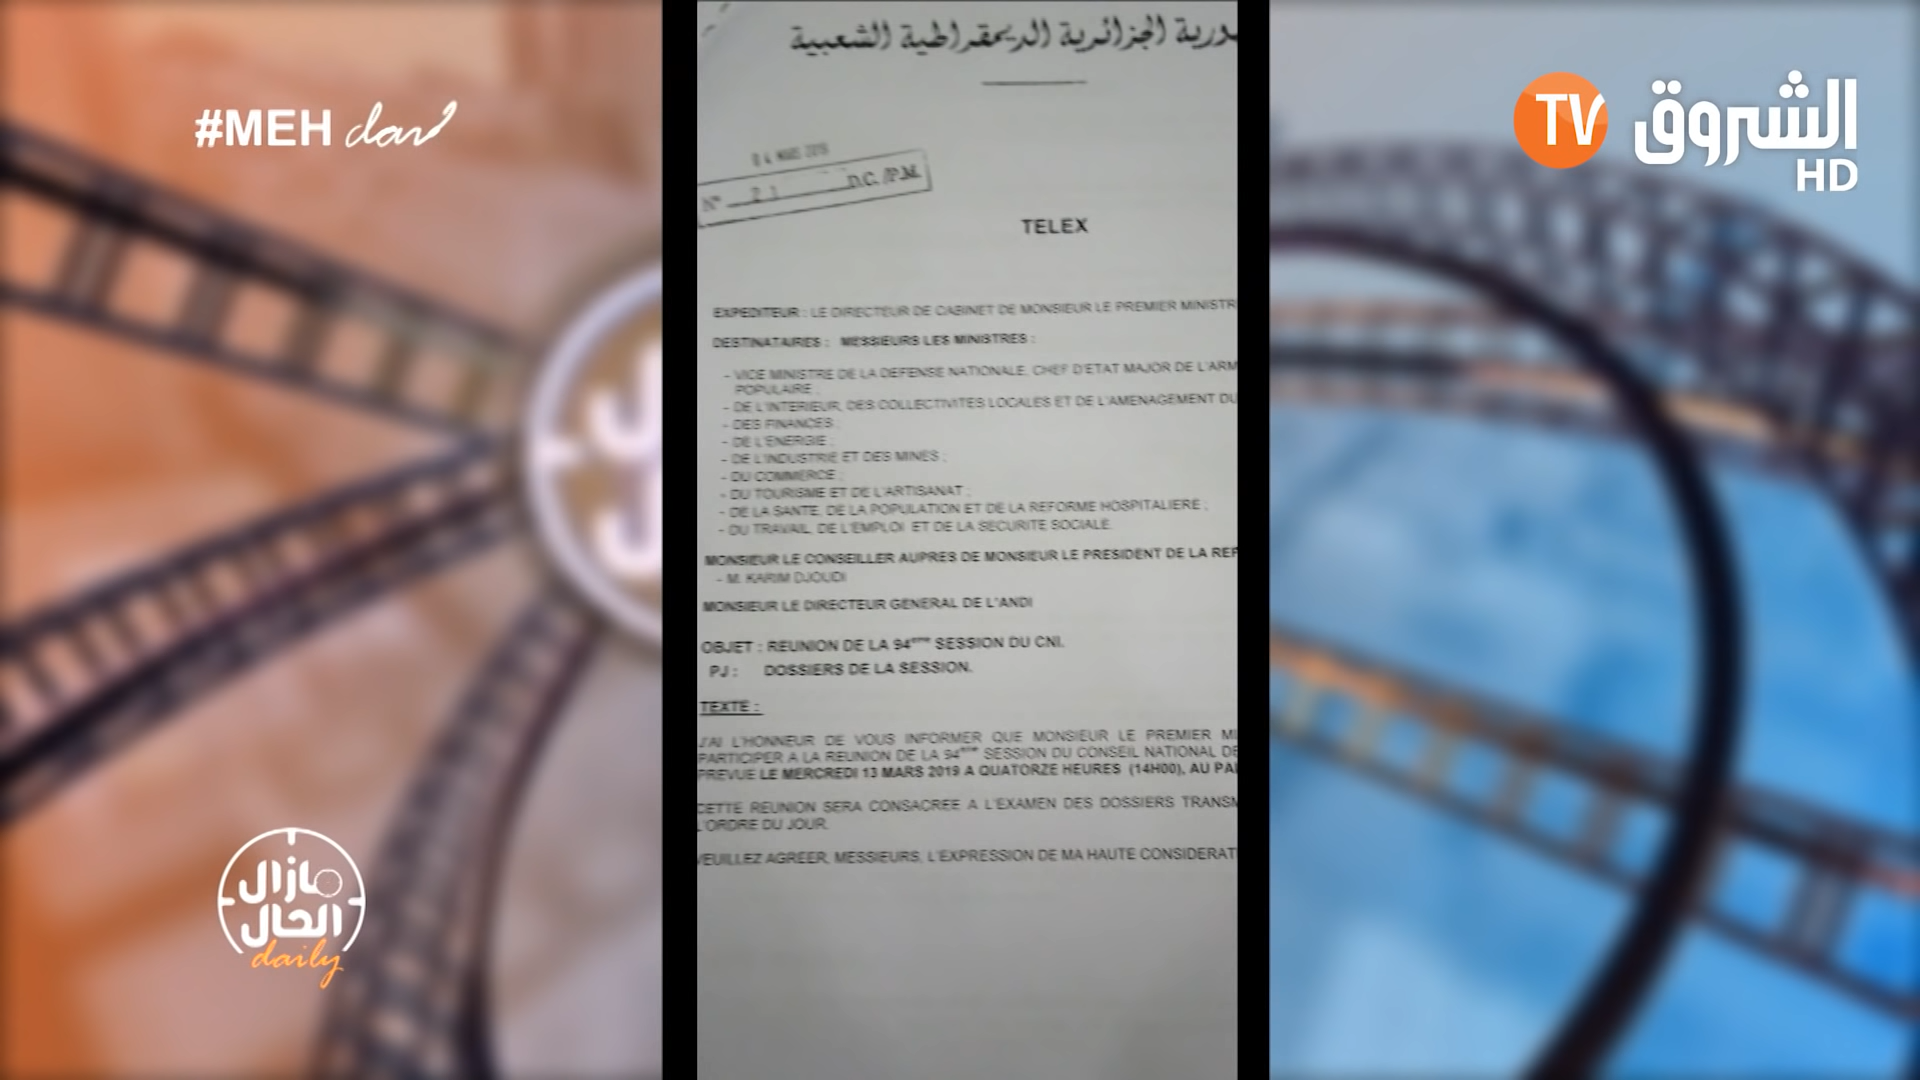 #MEH
TV الشروق
HD
الجزائرية الديمقراطية الشعبية
04 MARS 2019
N° 21 D.C./P.M.
TELEX
EXPEDITEUR : LE DIRECTEUR DE CABINET DE MONSIEUR LE PREMIER MINISTR
DESTINATAIRES : MESSIEURS LES MINISTRES :
- VICE MINISTRE DE LA DEFENSE NATIONALE, CHEF D'ETAT MAJOR DE L'ARM
POPULAIRE ;
- DE L'INTERIEUR, DES COLLECTIVITES LOCALES ET DE L'AMENAGEMENT DU
- DES FINANCES ;
- DE L'ENERGIE ;
- DE L'INDUSTRIE ET DES MINES ;
- DU COMMERCE ;
- DU TOURISME ET DE L'ARTISANAT ;
- DE LA SANTE, DE LA POPULATION ET DE LA REFORME HOSPITALIERE ;
- DU TRAVAIL, DE L'EMPLOI ET DE LA SECURITE SOCIALE.
MONSIEUR LE CONSEILLER AUPRES DE MONSIEUR LE PRESIDENT DE LA REP
- M. KARIM DJOUDI
MONSIEUR LE DIRECTEUR GENERAL DE L'ANDI
OBJET : REUNION DE LA 94ème SESSION DU CNI.
PJ : DOSSIERS DE LA SESSION.
TEXTE :
J'AI L'HONNEUR DE VOUS INFORMER QUE MONSIEUR LE PREMIER MI
PARTICIPER A LA REUNION DE LA 94ème SESSION DU CONSEIL NATIONAL DE
PREVUE LE MERCREDI 13 MARS 2019 A QUATORZE HEURES (14H00), AU PAL
CETTE REUNION SERA CONSACREE A L'EXAMEN DES DOSSIERS TRANSM
L'ORDRE DU JOUR.
VEUILLEZ AGREER, MESSIEURS, L'EXPRESSION DE MA HAUTE CONSIDERAT
مازال
الحال
daily